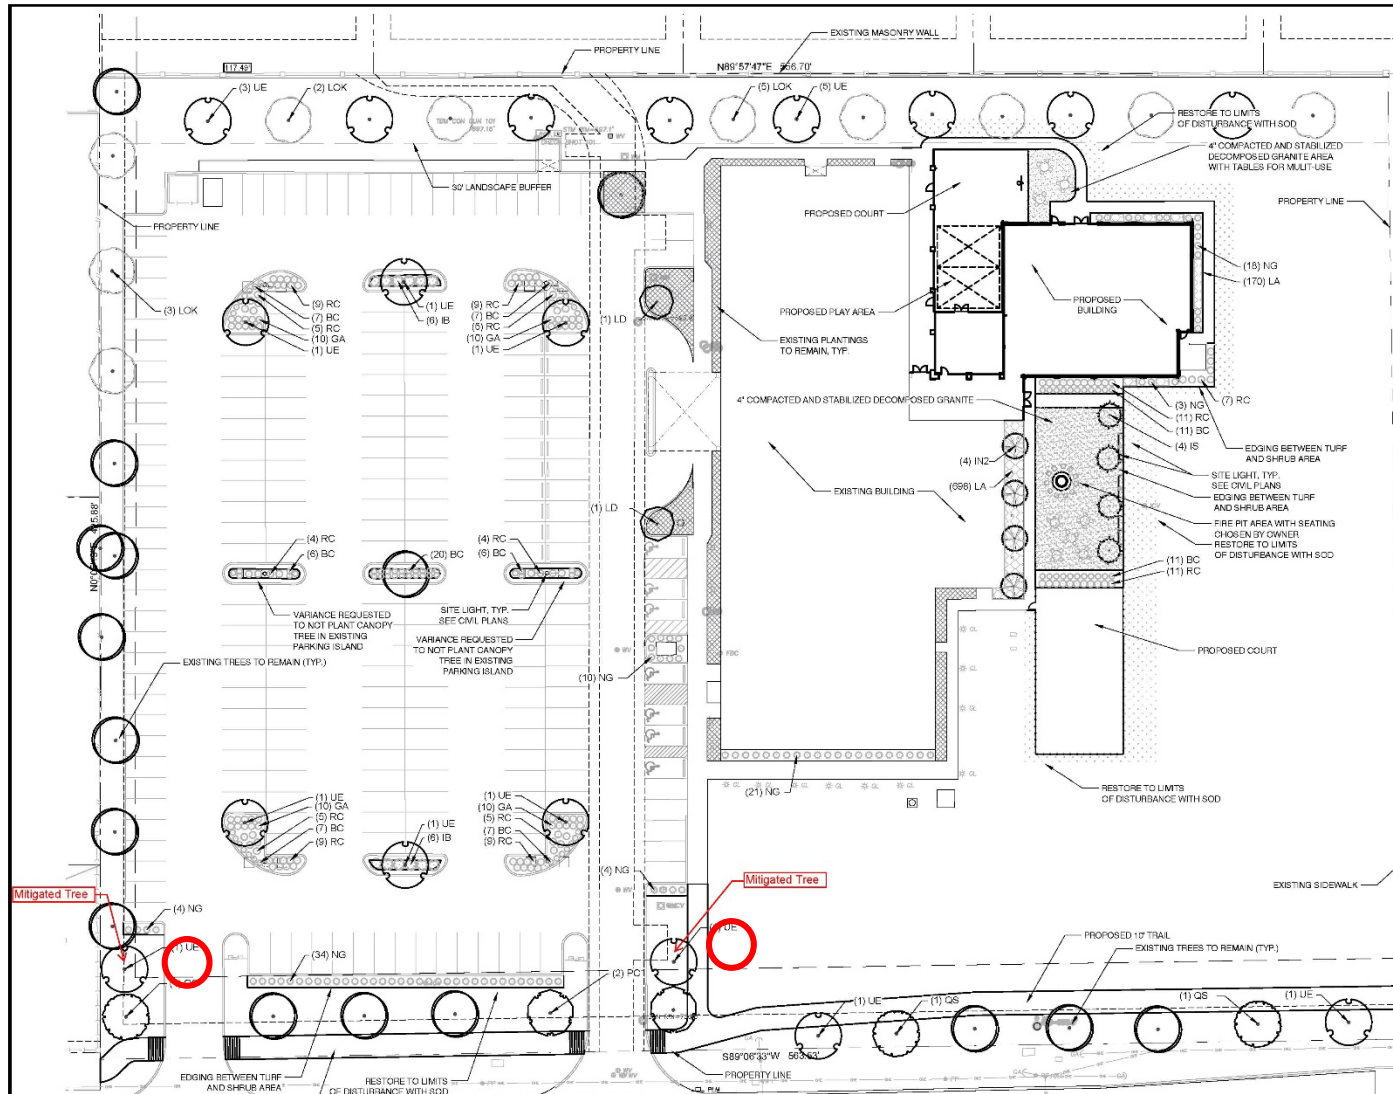 EXISTING MASONRY WALL
PROPERTY LINE
117.49'
N89°57'47"E 556.70'
(3) UE
(2) LOK
(5) LOK
(5) UE
RESTORE TO LIMITS
OF DISTURBANCE WITH SOD
4" COMPACTED AND STABILIZED
DECOMPOSED GRANITE AREA
WITH TABLES FOR MULIT-USE
30' LANDSCAPE BUFFER
PROPERTY LINE
PROPERTY LINE
PROPOSED COURT
(18) NG
(170) LA
PROPOSED
BUILDING
PROPOSED PLAY AREA
(3) LOK
(9) RC
(7) BC
(5) RC
(10) GA
(1) UE
(1) UE
(6) IB
(9) RC
(7) BC
(5) RC
(10) GA
(1) UE
(1) LD
EXISTING PLANTINGS
TO REMAIN, TYP.
4" COMPACTED AND STABILIZED DECOMPOSED GRANITE
(7) RC
(3) NG
(11) RC
(11) BC
(4) IS
EDGING BETWEEN TURF
AND SHRUB AREA
(4) IN2
(696) LA
SITE LIGHT, TYP.
SEE CIVIL PLANS
EDGING BETWEEN TURF
AND SHRUB AREA
FIRE PIT AREA WITH SEATING
CHOSEN BY OWNER
RESTORE TO LIMITS
OF DISTURBANCE WITH SOD
EXISTING BUILDING
(1) LD
(4) RC
(6) BC
(20) BC
(4) RC
(6) BC
(11) BC
(11) RC
VARIANCE REQUESTED
TO NOT PLANT CANOPY
TREE IN EXISTING
PARKING ISLAND
SITE LIGHT, TYP.
SEE CIVIL PLANS
VARIANCE REQUESTED
TO NOT PLANT CANOPY
TREE IN EXISTING
PARKING ISLAND
EXISTING TREES TO REMAIN (TYP.)
(10) NG
FBC
PROPOSED COURT
(21) NG
RESTORE TO LIMITS
OF DISTURBANCE WITH SOD
(1) UE
(10) GA
(5) RC
(7) BC
(9) RC
(1) UE
(6) IB
(1) UE
(10) GA
(5) RC
(7) BC
(9) RC
(4) NG
Mitigated Tree
Mitigated Tree
EXISTING SIDEWALK
(4) NG
(1) UE
UE
PROPOSED 10' TRAIL
EXISTING TREES TO REMAIN (TYP.)
(34) NG
(2) PC
(1) UE
(1) QS
(1) QS
(1) UE
S89°06'33"W 563.63'
PROPERTY LINE
EDGING BETWEEN TURF
AND SHRUB AREA
RESTORE TO LIMITS
OF DISTURBANCE WITH SOD